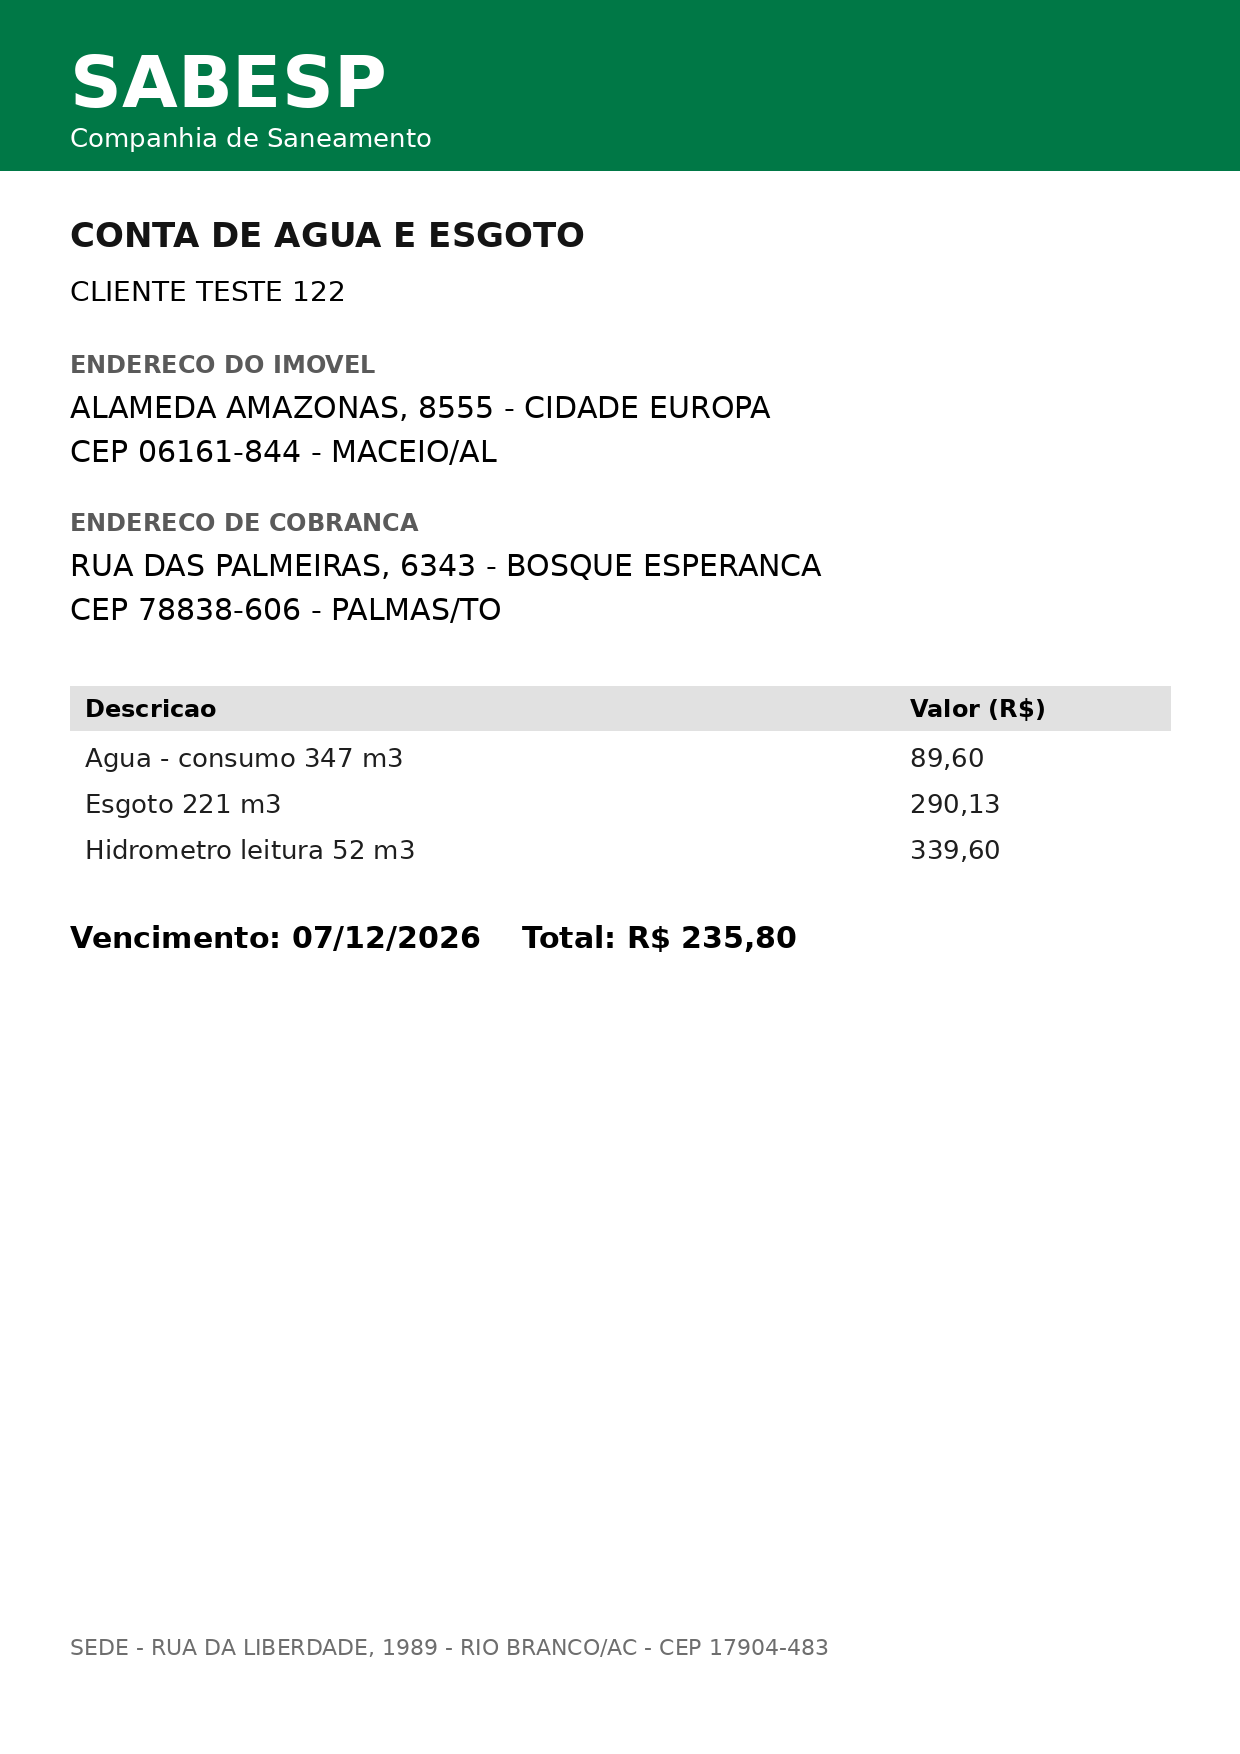 SABESP
Companhia de Saneamento
CONTA DE AGUA E ESGOTO
CLIENTE TESTE 122
ENDERECO DO IMOVEL
ALAMEDA AMAZONAS, 8555 - CIDADE EUROPA
CEP 06161-844 - MACEIO/AL
ENDERECO DE COBRANCA
RUA DAS PALMEIRAS, 6343 - BOSQUE ESPERANCA
CEP 78838-606 - PALMAS/TO
Descricao Valor (R$)
Agua - consumo 347 m3 89,60
Esgoto 221 m3 290,13
Hidrometro leitura 52 m3 339,60
Vencimento: 07/12/2026 Total: R$ 235,80
SEDE - RUA DA LIBERDADE, 1989 - RIO BRANCO/AC - CEP 17904-483